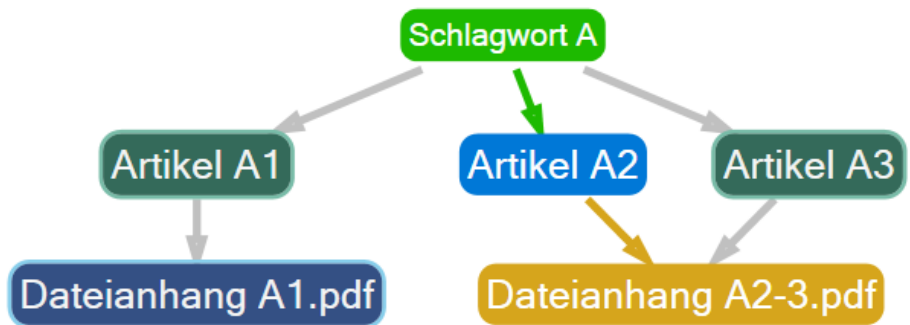 Schlagwort A
Artikel A1
Artikel A2
Artikel A3
Dateianhang A1.pdf
Dateianhang A2-3.pdf